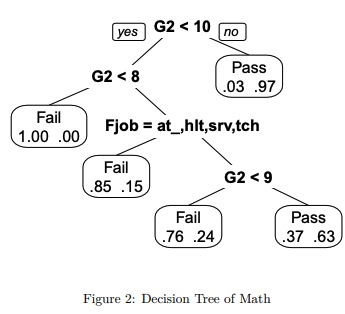 yes G2 < 10 no
G2 < 8
Pass
.03 .97
Fail
1.00 .00
Fjob = at_,hlt,srv,tch
Fail
.85 .15
G2 < 9
Fail
.76 .24
Pass
.37 .63
Figure 2: Decision Tree of Math